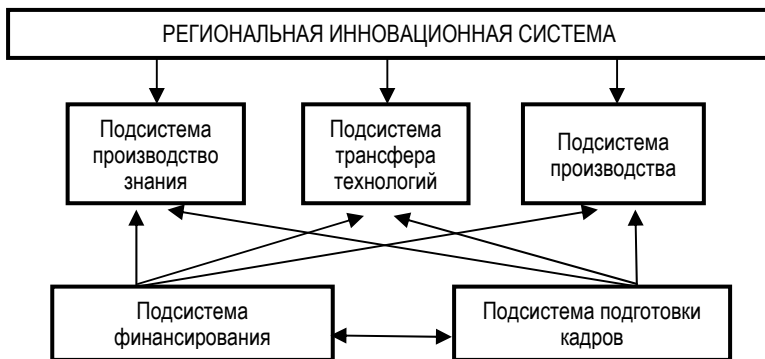 РЕГИОНАЛЬНАЯ ИННОВАЦИОННАЯ СИСТЕМА
Подсистема
производство
знания
Подсистема
трансфера
технологий
Подсистема
производства
Подсистема
финансирования
Подсистема подготовки
кадров